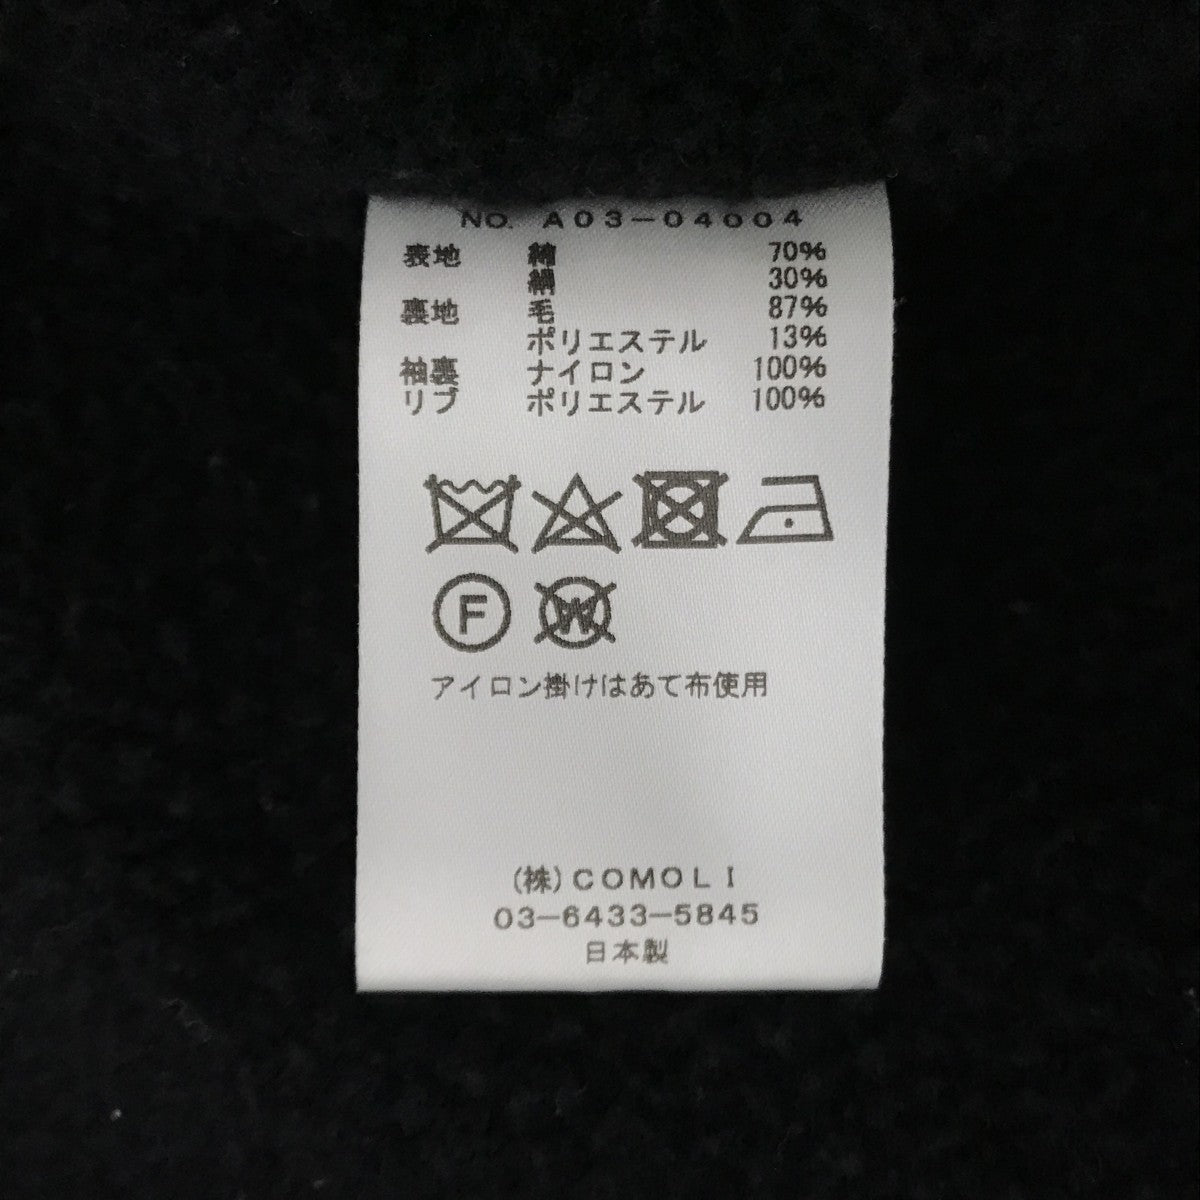 NO. A03-04004
表地 綿 70%
絹 30%
裏地 毛 87%
ポリエステル 13%
袖裏 ナイロン 100%
リブ ポリエステル 100%
F W
アイロン掛けはあて布使用
(株)COMOLI
03-6433-5845
日本製